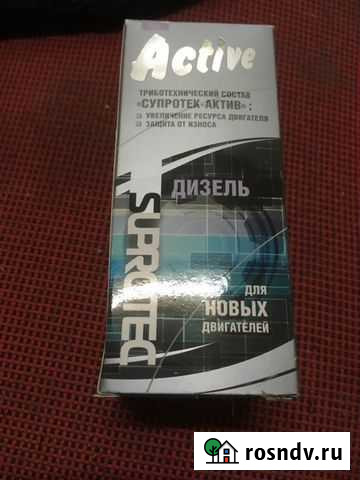 Active
ТРИБОТЕХНИЧЕСКИЙ СОСТАВ
«СУПРОТЕК-АКТИВ» :
УВЕЛИЧЕНИЕ РЕСУРСА ДВИГАТЕЛЯ
ЗАЩИТА ОТ ИЗНОСА
ДИЗЕЛЬ
SUPROTEC
ДЛЯ
НОВЫХ
ДВИГАТЕЛЕЙ
rosndv.ru